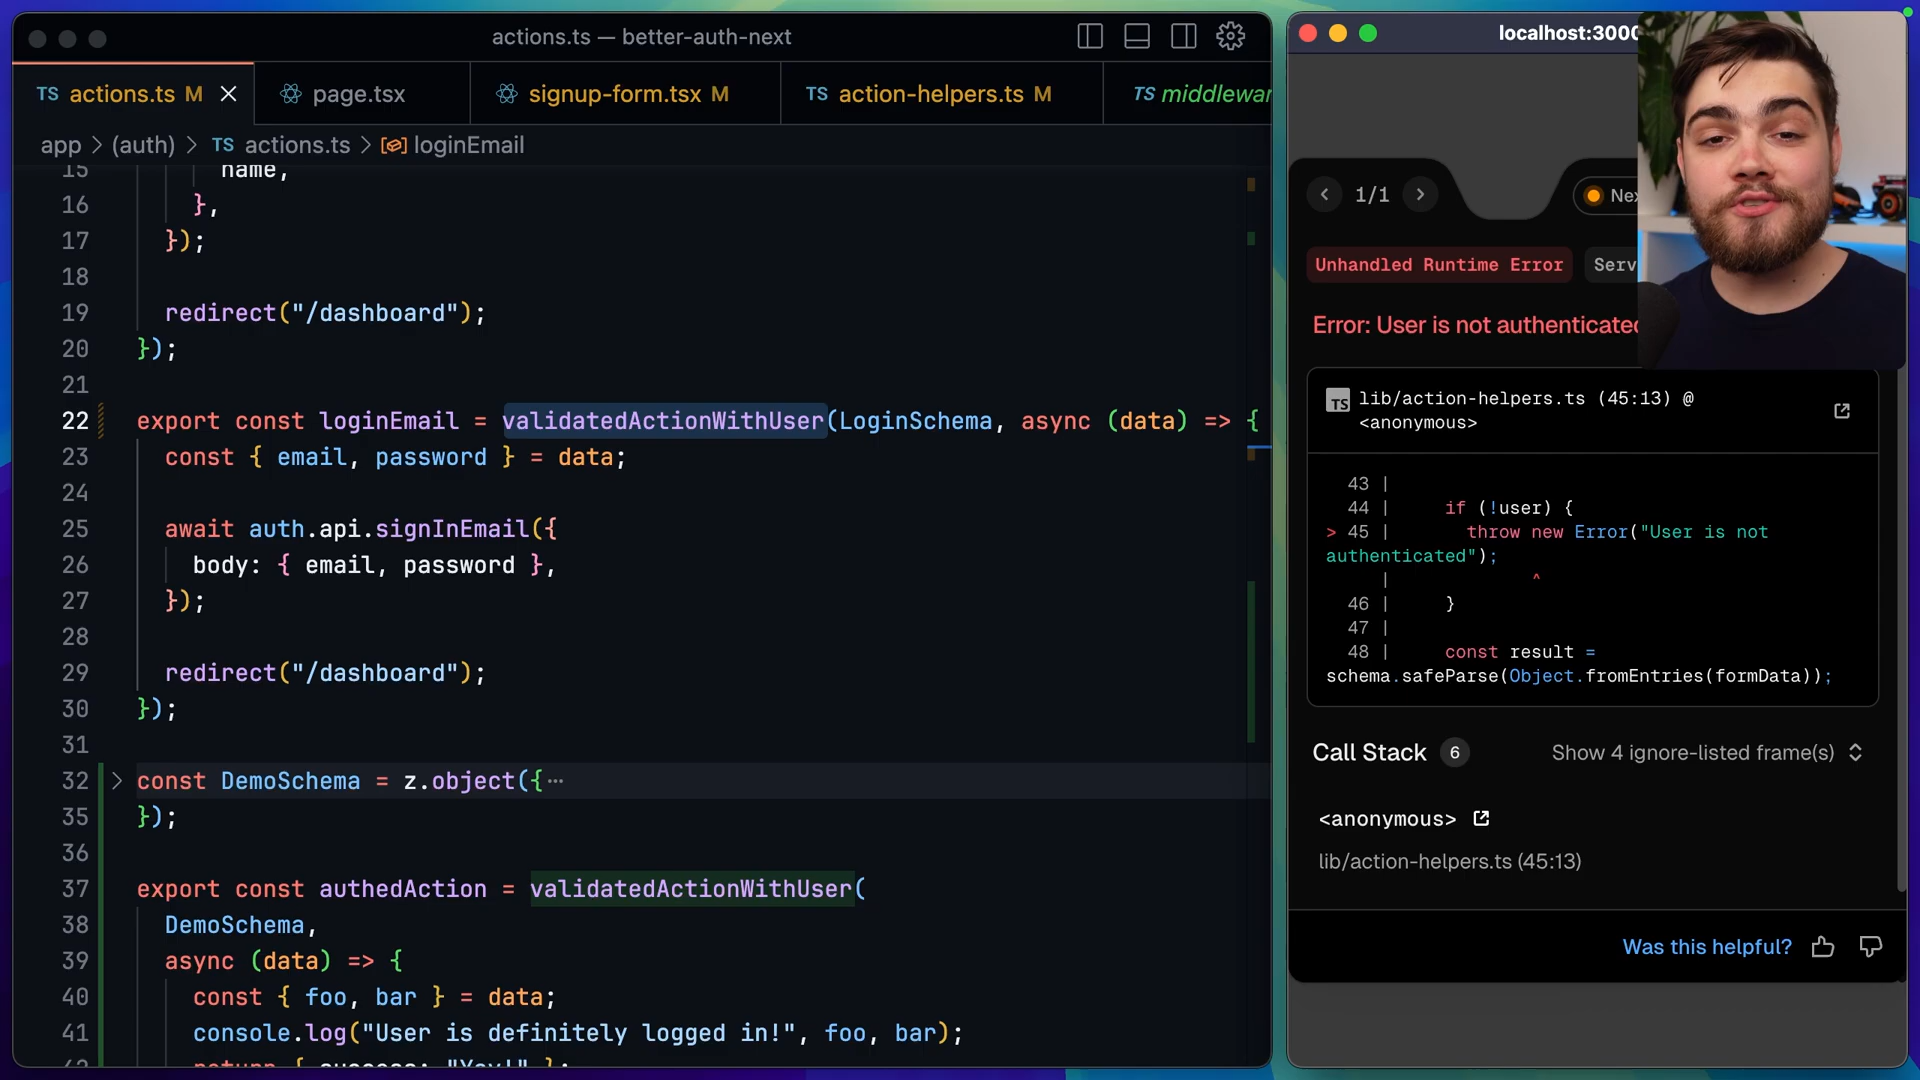 actions.ts — better-auth-next
TS actions.ts M
page.tsx
signup-form.tsx M
TS action-helpers.ts M
TS middlewar
app > (auth) > TS actions.ts > loginEmail
15 name,
16 },
17 });
18
19 redirect("/dashboard");
20 });
21
22 export const loginEmail = validatedActionWithUser(LoginSchema, async (data) => {
23 const { email, password } = data;
24
25 await auth.api.signInEmail({
26 body: { email, password },
27 });
28
29 redirect("/dashboard");
30 });
31
32 const DemoSchema = z.object({…
35 });
36
37 export const authedAction = validatedActionWithUser(
38 DemoSchema,
39 async (data) => {
40 const { foo, bar } = data;
41 console.log("User is definitely logged in!", foo, bar);
return { success: "Yay!" };
localhost:3000
1/1
Nex
Unhandled Runtime Error
Serv
Error: User is not authenticated
TS lib/action-helpers.ts (45:13) @
<anonymous>
43 |
44 | if (!user) {
> 45 | throw new Error("User is not
authenticated");
| ^
46 | }
47 |
48 | const result =
schema.safeParse(Object.fromEntries(formData));
Call Stack 6
Show 4 ignore-listed frame(s)
<anonymous>
lib/action-helpers.ts (45:13)
Was this helpful?